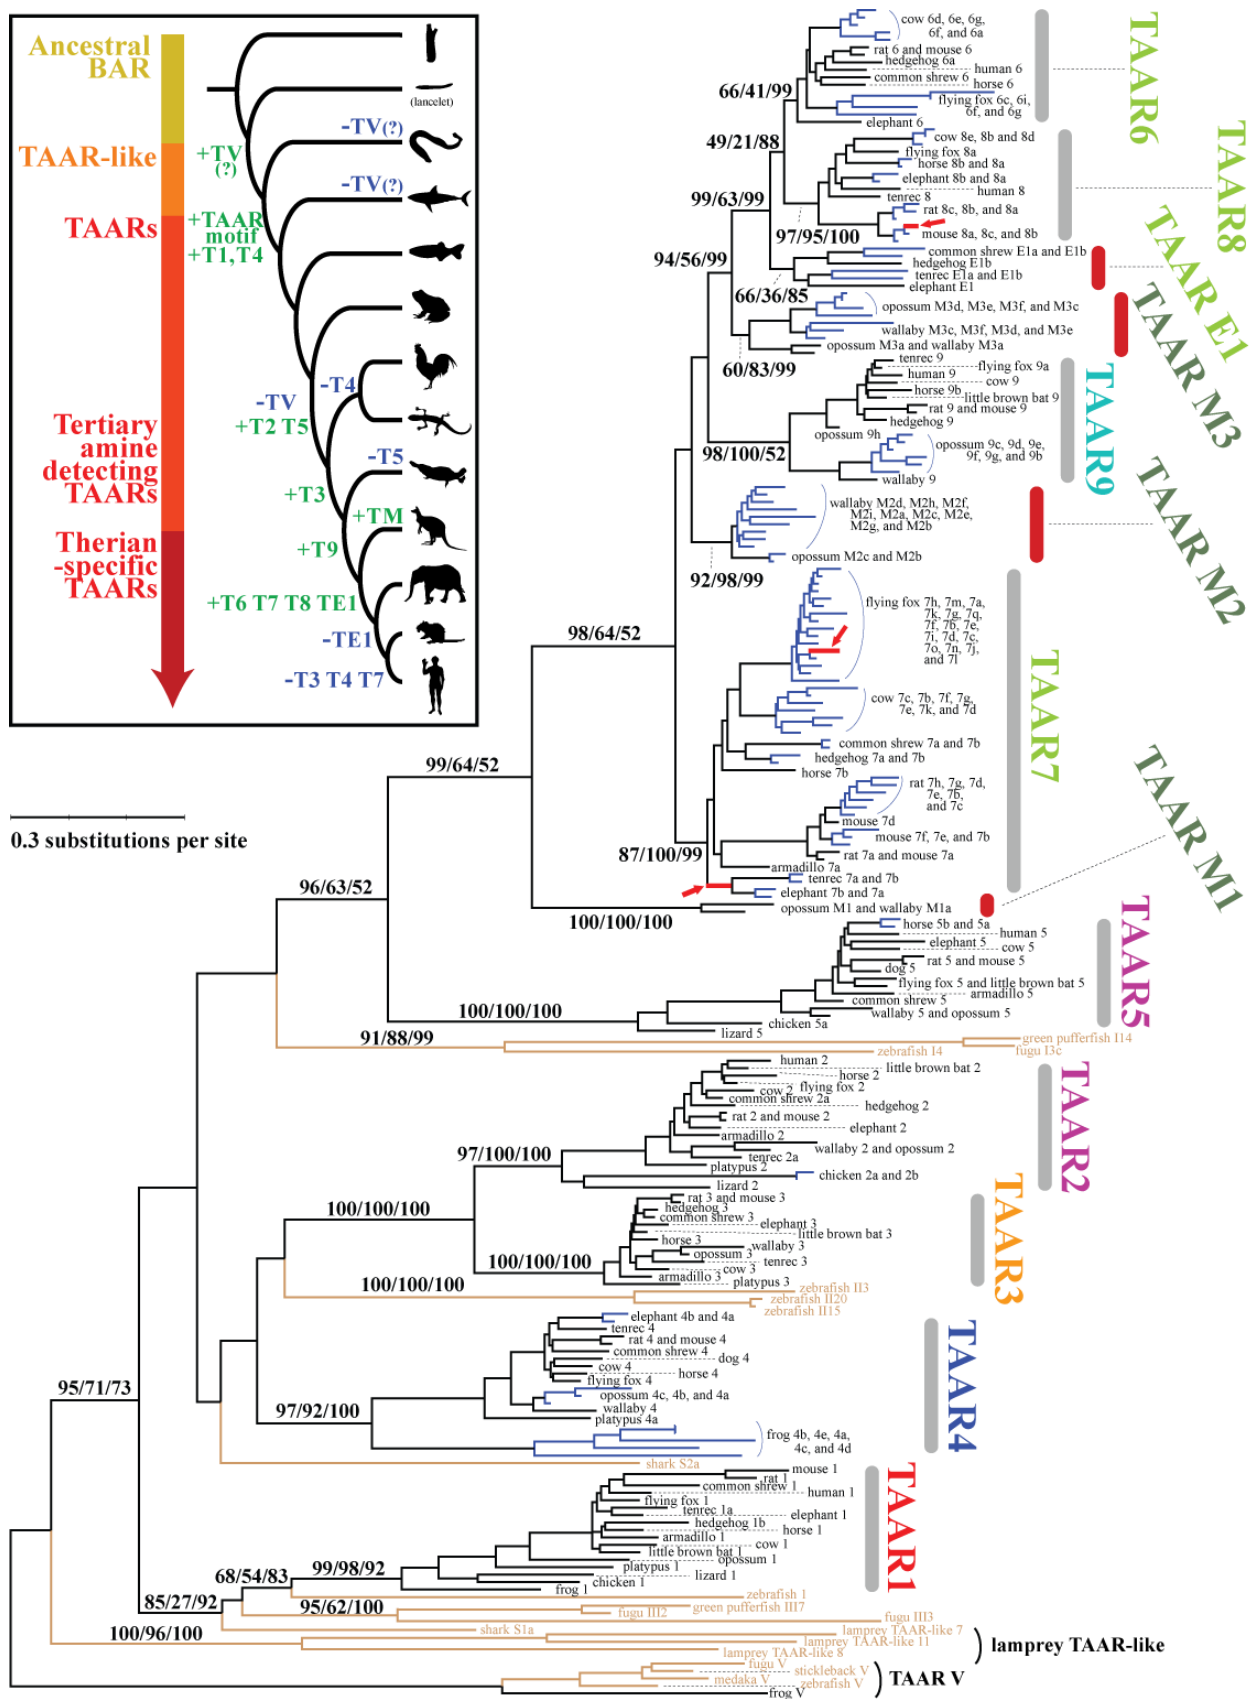 Ancestral
BAR
TAAR-like
TAARs
Tertiary
amine
detecting
TAARs
Therian
-specific
TAARs
(lancelet)
-TV(?)
+TV
(?)
-TV(?)
+TAAR
motif
+T1,T4
-T4
-TV
+T2 T5
-T5
+T3
+TM
+T9
+T6 T7 T8 TE1
-TE1
-T3 T4 T7
0.3 substitutions per site
cow 6d, 6e, 6g,
6f, and 6a
rat 6 and mouse 6
hedgehog 6a
human 6
common shrew 6
horse 6
flying fox 6c, 6i,
6f, and 6g
elephant 6
TAAR6
66/41/99
49/21/88
cow 8e, 8b and 8d
flying fox 8a
horse 8b and 8a
elephant 8b and 8a
human 8
tenrec 8
rat 8c, 8b, and 8a
mouse 8a, 8c, and 8b
TAAR8
99/63/99
97/95/100
94/56/99
common shrew E1a and E1b
hedgehog E1b
tenrec E1a and E1b
elephant E1
TAAR E1
66/36/85
opossum M3d, M3e, M3f, and M3c
wallaby M3c, M3f, M3d, and M3e
opossum M3a and wallaby M3a
TAAR M3
60/83/99
tenrec 9
flying fox 9a
human 9
cow 9
horse 9b
little brown bat 9
rat 9 and mouse 9
hedgehog 9
opossum 9h
opossum 9c, 9d, 9e,
9f, 9g, and 9b
wallaby 9
TAAR9
98/100/52
wallaby M2d, M2h, M2f,
M2i, M2a, M2c, M2e,
M2g, and M2b
opossum M2c and M2b
TAAR M2
92/98/99
flying fox 7h, 7m, 7a,
7k, 7g, 7q,
7f, 7b, 7e,
7i, 7d, 7c,
7o, 7n, 7j,
and 7l
98/64/52
cow 7c, 7b, 7f, 7g,
7e, 7k, and 7d
common shrew 7a and 7b
hedgehog 7a and 7b
horse 7b
rat 7h, 7g, 7d,
7e, 7b,
and 7c
mouse 7d
mouse 7f, 7e, and 7b
rat 7a and mouse 7a
armadillo 7a
tenrec 7a and 7b
elephant 7b and 7a
TAAR7
99/64/52
87/100/99
opossum M1 and wallaby M1a
TAAR M1
100/100/100
96/63/52
horse 5b and 5a
human 5
elephant 5
cow 5
rat 5 and mouse 5
dog 5
flying fox 5 and little brown bat 5
armadillo 5
common shrew 5
wallaby 5 and opossum 5
chicken 5a
lizard 5
TAAR5
100/100/100
91/88/99
green pufferfish I14
fugu I3c
zebrafish I4
human 2
little brown bat 2
horse 2
flying fox 2
cow 2
common shrew 2a
hedgehog 2
rat 2 and mouse 2
elephant 2
armadillo 2
wallaby 2 and opossum 2
tenrec 2a
platypus 2
chicken 2a and 2b
lizard 2
TAAR2
97/100/100
rat 3 and mouse 3
hedgehog 3
common shrew 3
elephant 3
little brown bat 3
horse 3
wallaby 3
opossum 3
tenrec 3
cow 3
armadillo 3
platypus 3
TAAR3
100/100/100
100/100/100
100/100/100
zebrafish II3
zebrafish II20
zebrafish II15
elephant 4b and 4a
tenrec 4
rat 4 and mouse 4
common shrew 4
dog 4
cow 4
horse 4
flying fox 4
opossum 4c, 4b, and 4a
wallaby 4
platypus 4a
frog 4b, 4e, 4a,
4c, and 4d
TAAR4
95/71/73
97/92/100
shark S2a
mouse 1
rat 1
common shrew 1
human 1
flying fox 1
tenrec 1a
elephant 1
hedgehog 1b
horse 1
armadillo 1
cow 1
little brown bat 1
opossum 1
platypus 1
lizard 1
chicken 1
frog 1
TAAR1
99/98/92
68/54/83
85/27/92
95/62/100
zebrafish 1
green pufferfish III7
fugu III2
fugu III3
shark S1a
100/96/100
lamprey TAAR-like 7
lamprey TAAR-like 11
lamprey TAAR-like 8
lamprey TAAR-like
fugu V
stickleback V
medaka V
zebrafish V
frog V
TAAR V